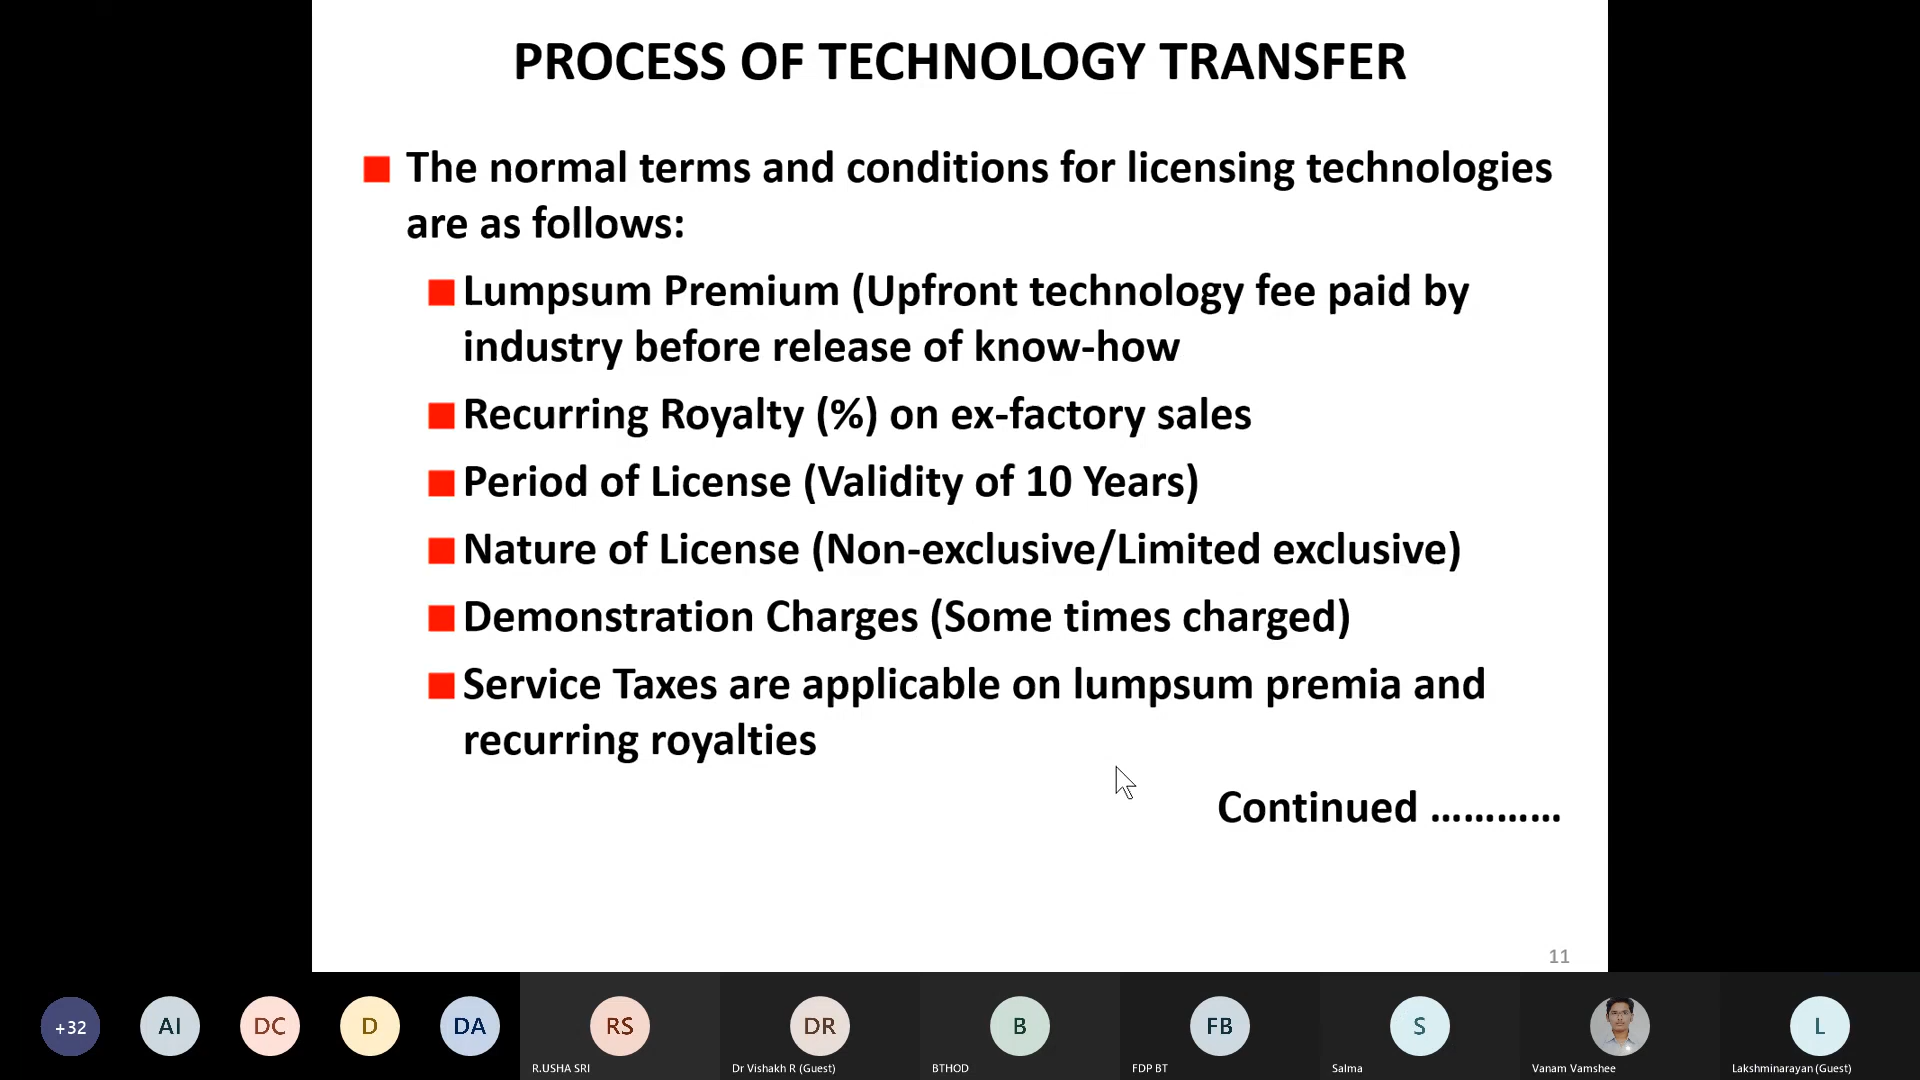 PROCESS OF TECHNOLOGY TRANSFER
The normal terms and conditions for licensing technologies
are as follows:
Lumpsum Premium (Upfront technology fee paid by
industry before release of know-how
Recurring Royalty (%) on ex-factory sales
Period of License (Validity of 10 Years)
Nature of License (Non-exclusive/Limited exclusive)
Demonstration Charges (Some times charged)
Service Taxes are applicable on lumpsum premia and
recurring royalties
Continued ............
11
+32 AI DC D DA RS DR B FB S L
R.USHA SRI Dr Vishakh R (Guest) BTHOD FDP BT Salma Vanam Vamshee Lakshminarayan (Guest)